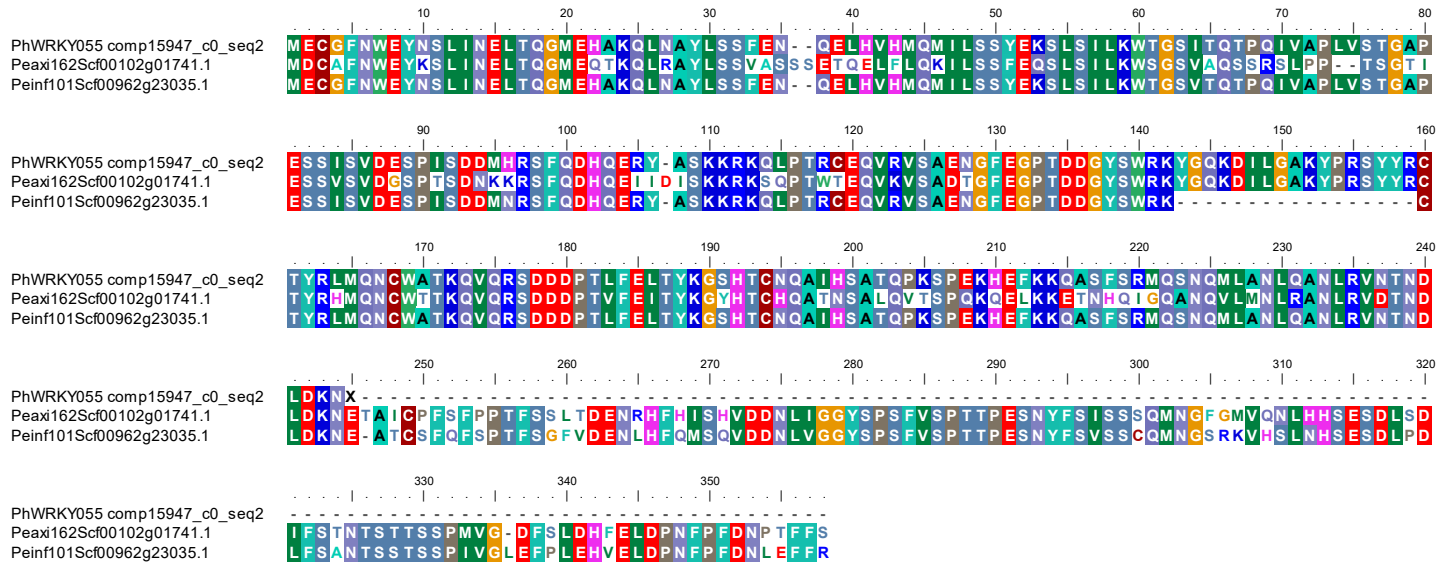 10 20 30 40 50 60 70 80
PhWRKY055 comp15947_c0_seq2 MECGFNWEYNSLINELTQGMEHAKQLNAYLSSFEN--QELHVHMQMILSSYEKSLSILKWTGSITQTPQIVAPLVSTGAP
Peaxi162Scf00102g01741.1 MDCAFNWEYKSLINELTQGMEQTKQLRAYLSSVASSSETQELFLQKILSSFEQSLSILKWSGSVAQSSRSLPP--TSGTI
Peinf101Scf00962g23035.1 MECGFNWEYNSLINELTQGMEHAKQLNAYLSSFEN--QELHVHMQMILSSYEKSLSILKWTGSVTQTPQIVAPLVSTGAP
90 100 110 120 130 140 150 160
PhWRKY055 comp15947_c0_seq2 ESSISVDESPISDDMHRSFQDHQERY-ASKKRKQLPTRCEQVRVSAENGFEGPTDDGYSWRKYGQKDILGAKYPRSYYRC
Peaxi162Scf00102g01741.1 ESSVSVDGSPTSDNKKRSFQDHQEIIDISKKRKSQPTWTEQVKVSADTGFEGPTDDGYSWRKYGQKDILGAKYPRSYYRC
Peinf101Scf00962g23035.1 ESSISVDESPISDDMNRSFQDHQERY-ASKKRKQLPTRCEQVRVSAENGFEGPTDDGYSWRK-----------------C
170 180 190 200 210 220 230 240
PhWRKY055 comp15947_c0_seq2 TYRLMQNCWATKQVQRSDDDPTLFELTYKGSHTCNQAIHSATQPKSPEKHEFKKQASFSRMQSNQMLANLQANLRVNTND
Peaxi162Scf00102g01741.1 TYRHMQNCWTTKQVQRSDDDPTVFEITYKGYHTCHQATNSALQVTSPQKQELKKETNHQIGQANQVLMNLRANLRVDTND
Peinf101Scf00962g23035.1 TYRLMQNCWATKQVQRSDDDPTLFELTYKGSHTCNQAIHSATQPKSPEKHEFKKQASFSRMQSNQMLANLQANLRVNTND
250 260 270 280 290 300 310 320
PhWRKY055 comp15947_c0_seq2 LDKNX---------------------------------------------------------------------------
Peaxi162Scf00102g01741.1 LDKNETAICPFSFPPTFSSLTDENRHFHISHVDDNLIGGYSPSFVSPTTPESNYFSISSSQMNGFGMVQNLHHSESDLSD
Peinf101Scf00962g23035.1 LDKNE-ATCSFQFSPTFSGFVDENLHFQMSQVDDNLVGGYSPSFVSPTTPESNYFSVSSCQMNGSRKVHSLNHSESDLPD
330 340 350
PhWRKY055 comp15947_c0_seq2 --------------------------------------
Peaxi162Scf00102g01741.1 IFSTNTSTTSSPMVG-DFSLDHFELDPNFPFDNPTFFS
Peinf101Scf00962g23035.1 LFSANTSSTSSPIVGLEFPLEHVELDPNFPFDNLEFFR